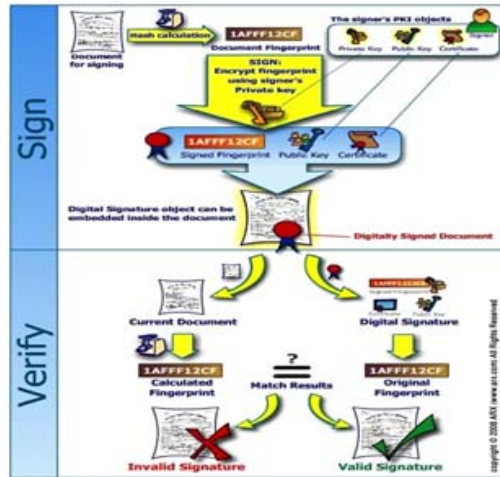 Sign
Document
for signing
Hash calculation
1AFFF12CF
Document Fingerprint
The signer's PKI objects
Private Key
Public Key
Certificate
Signer
SIGN:
Encrypt fingerprint
using signer's
Private key
1AFFF12CF
Signed Fingerprint
Public Key
Certificate
Digital Signature object can be
embedded inside the document
Digitally Signed Document
Verify
Current Document
Digital Signature
Public Key
1AFFF12CF
Calculated
Fingerprint
?
=
Match Results
1AFFF12CF
Original
Fingerprint
Invalid Signature
Valid Signature
copyright © 2008 ARX (www.arx.com) All Rights Reserved